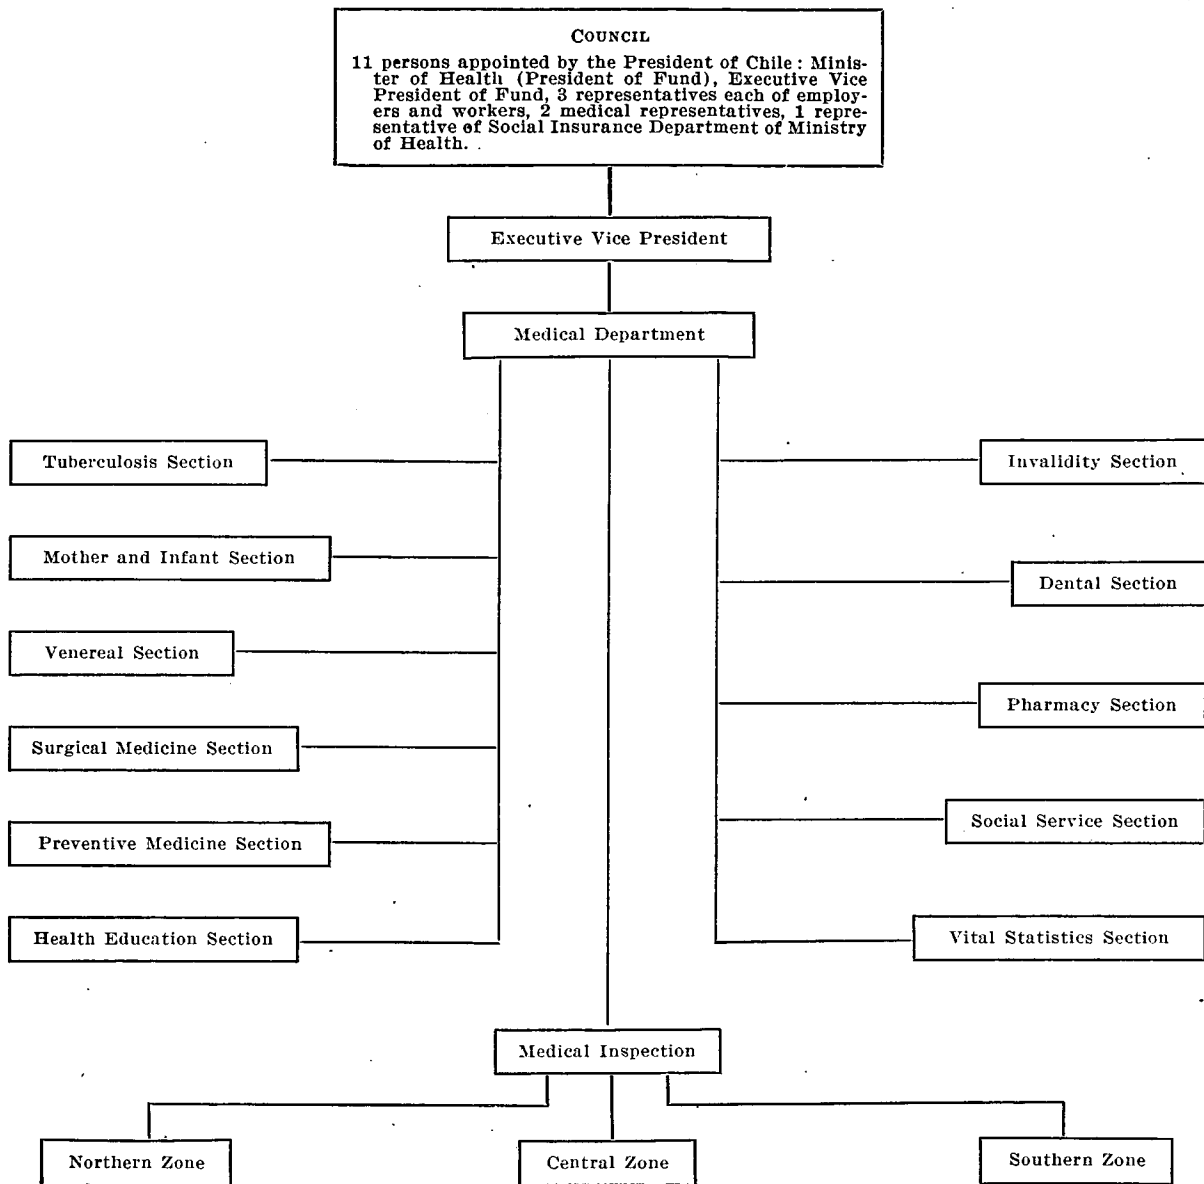 COUNCIL
11 persons appointed by the President of Chile: Minis-
ter of Health (President of Fund), Executive Vice
President of Fund, 3 representatives each of employ-
ers and workers, 2 medical representatives, 1 repre-
sentative of Social Insurance Department of Ministry
of Health.
Executive Vice President
Medical Department
Tuberculosis Section
Invalidity Section
Mother and Infant Section
Dental Section
Venereal Section
Pharmacy Section
Surgical Medicine Section
Social Service Section
Preventive Medicine Section
Health Education Section
Vital Statistics Section
Medical Inspection
Northern Zone
Central Zone
Southern Zone